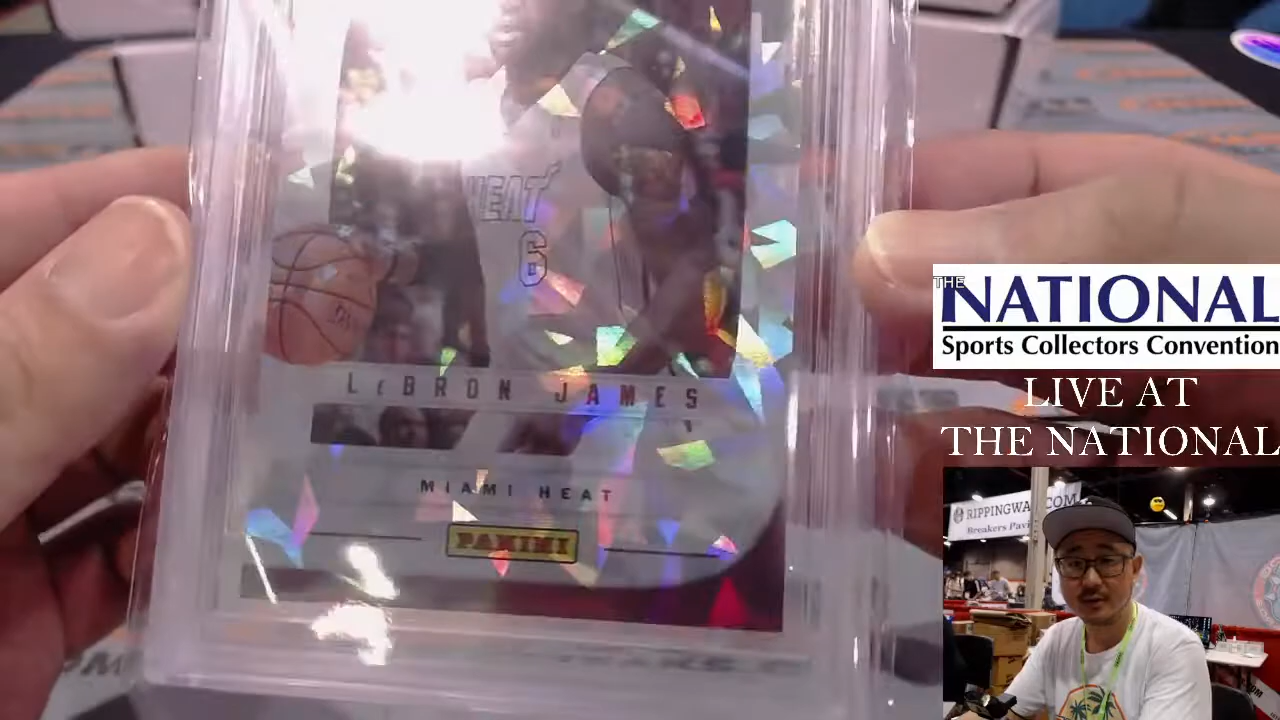 HEAT
6
LeBRON JAMES
MIAMI HEAT
PANINI
THE
NATIONAL
Sports Collectors Convention
LIVE AT
THE NATIONAL
RIPPINGWA .COM
Breakers Pavi